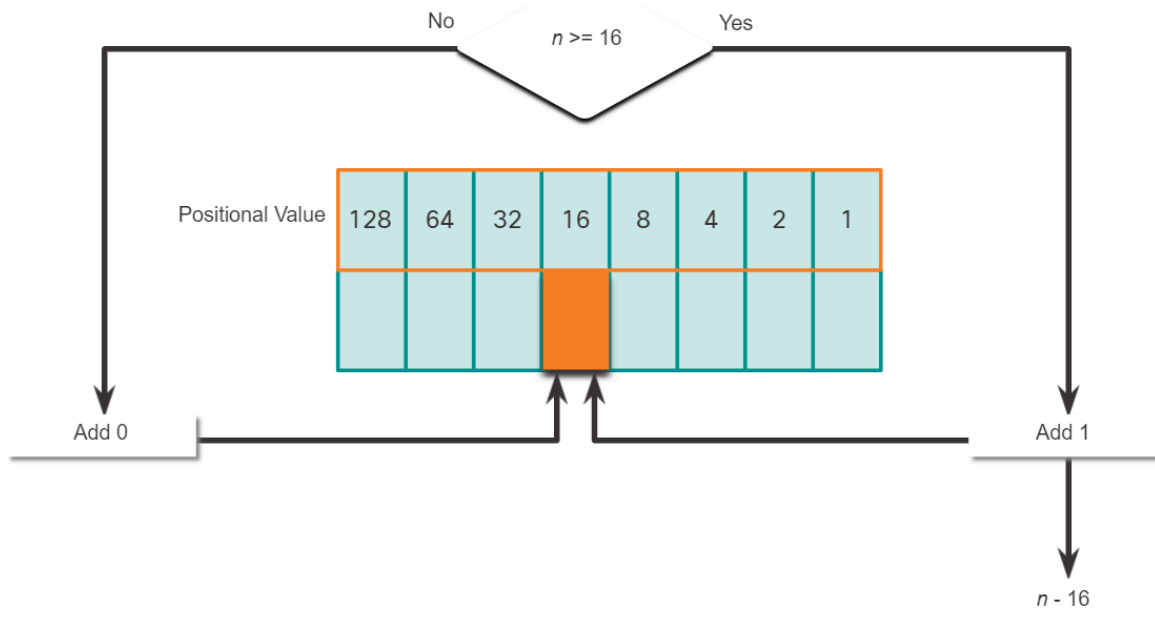 No
n >= 16
Yes
Positional Value
128 64 32 16 8 4 2 1
Add 0
Add 1
n - 16